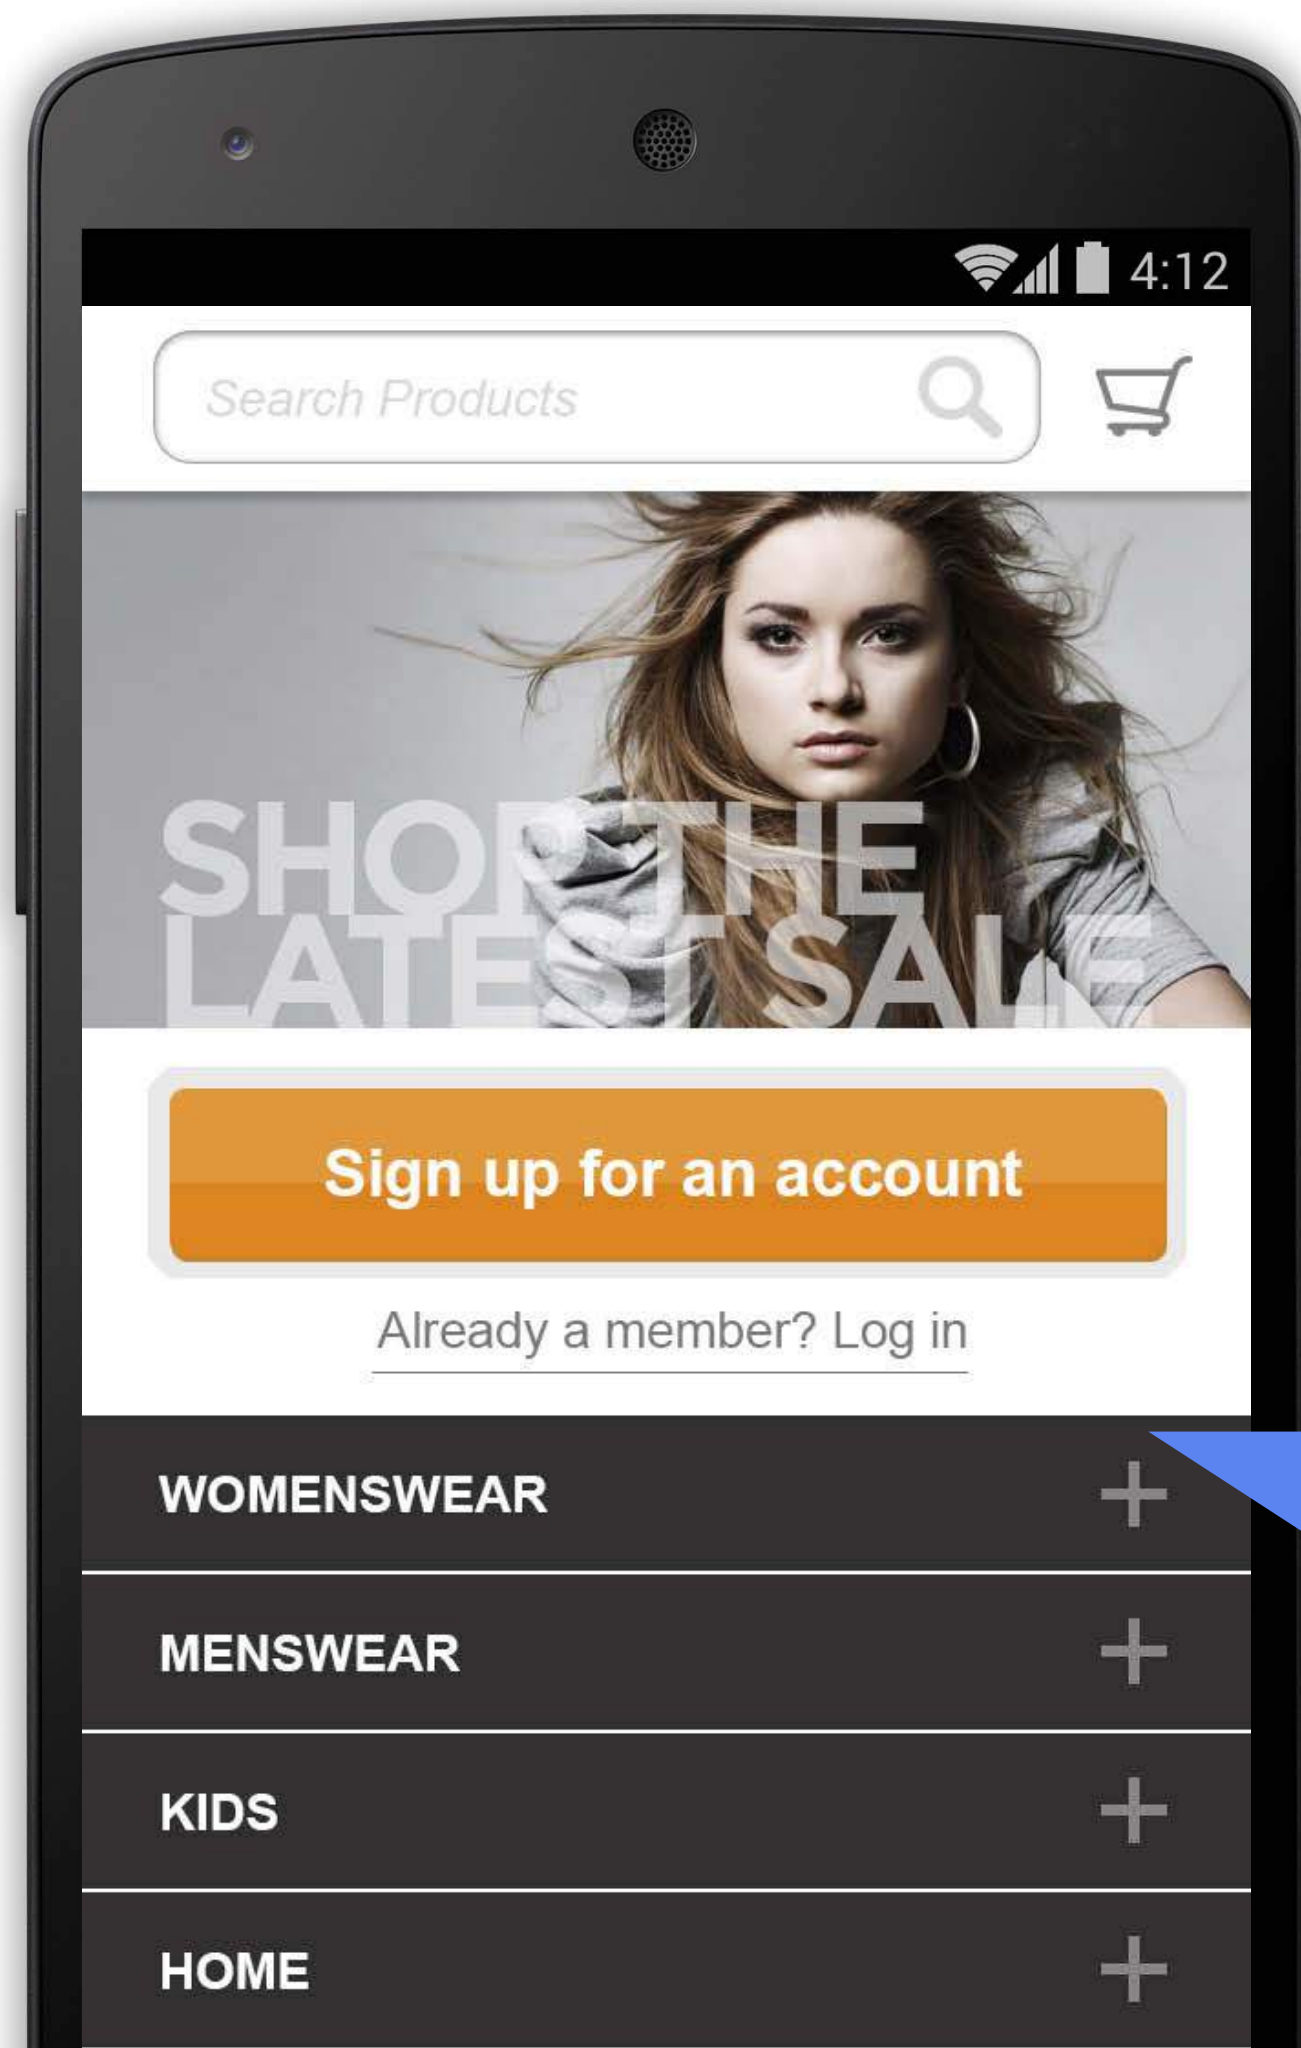 4:12
Search Products
SHOP THE
LATEST SALE
Sign up for an account
Already a member? Log in
WOMENSWEAR
MENSWEAR
KIDS
HOME